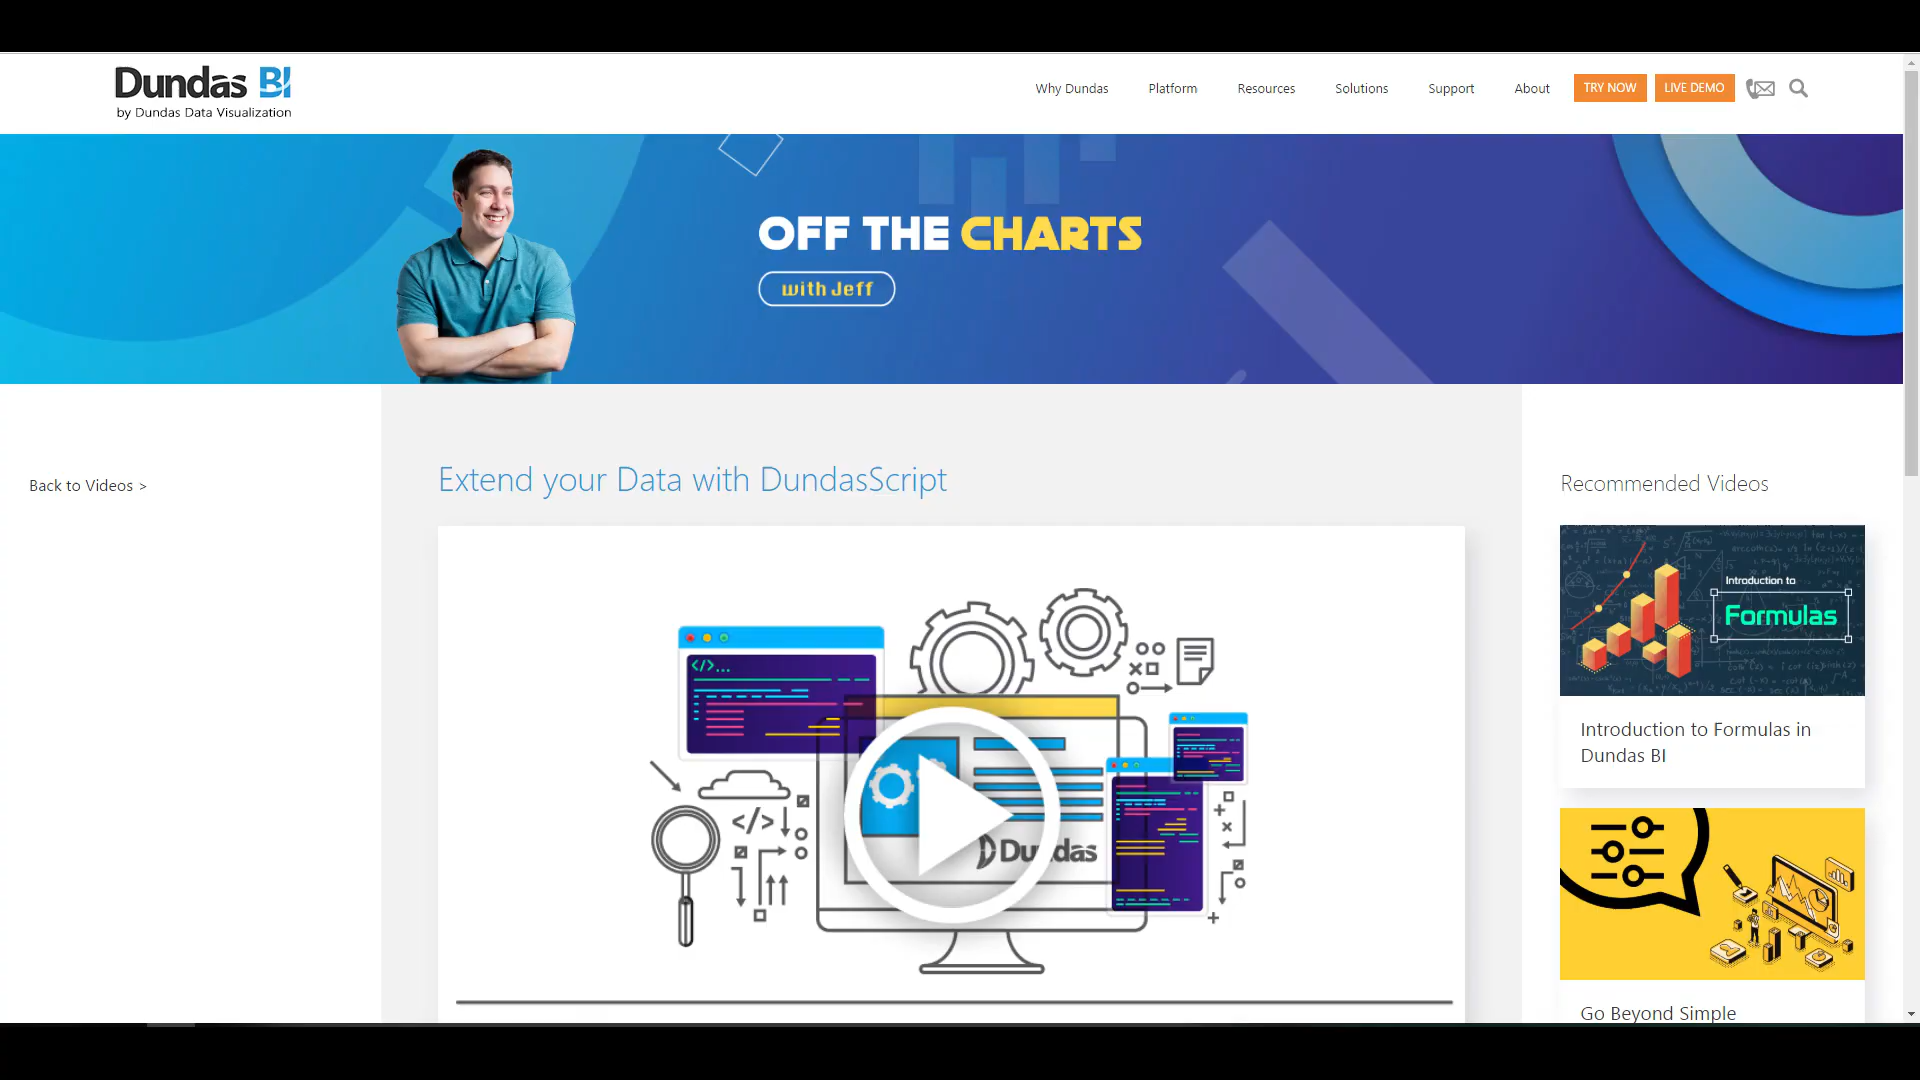 Dundas BI
by Dundas Data Visualization
Why Dundas
Platform
Resources
Solutions
Support
About
TRY NOW
LIVE DEMO
OFF THE CHARTS
with Jeff
Back to Videos >
Extend your Data with DundasScript
</>...
</>
Dundas
Recommended Videos
Introduction to
Formulas
Introduction to Formulas in
Dundas BI
Go Beyond Simple